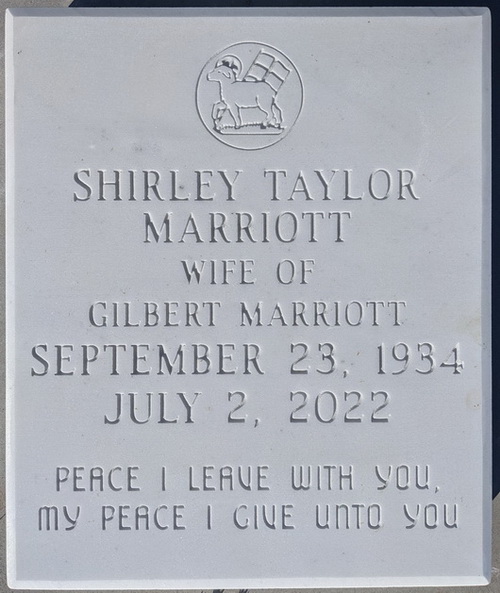 SHIRLEY TAYLOR
MARRIOTT
WIFE OF
GILBERT MARRIOTT
SEPTEMBER 23, 1934
JULY 2, 2022
PEACE I LEAVE WITH YOU,
MY PEACE I GIVE UNTO YOU